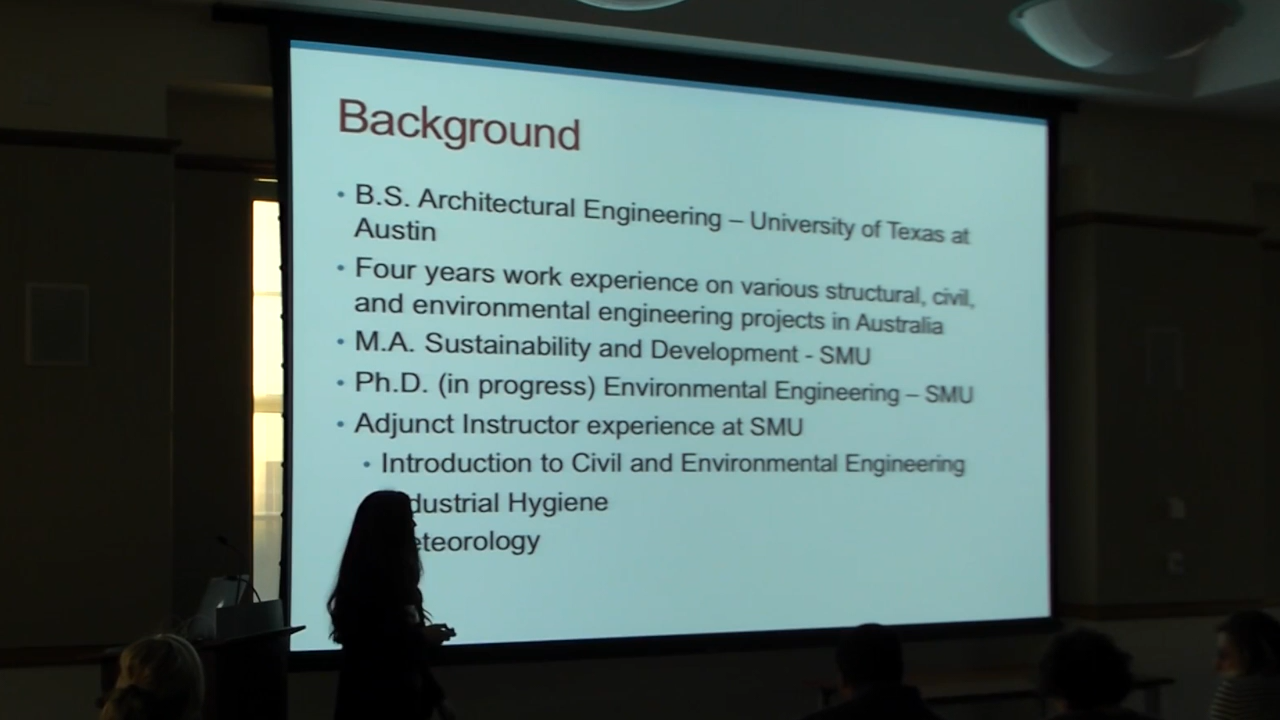 Background
• B.S. Architectural Engineering – University of Texas at
Austin
• Four years work experience on various structural, civil,
and environmental engineering projects in Australia
• M.A. Sustainability and Development - SMU
• Ph.D. (in progress) Environmental Engineering – SMU
• Adjunct Instructor experience at SMU
• Introduction to Civil and Environmental Engineering
dustrial Hygiene
eteorology